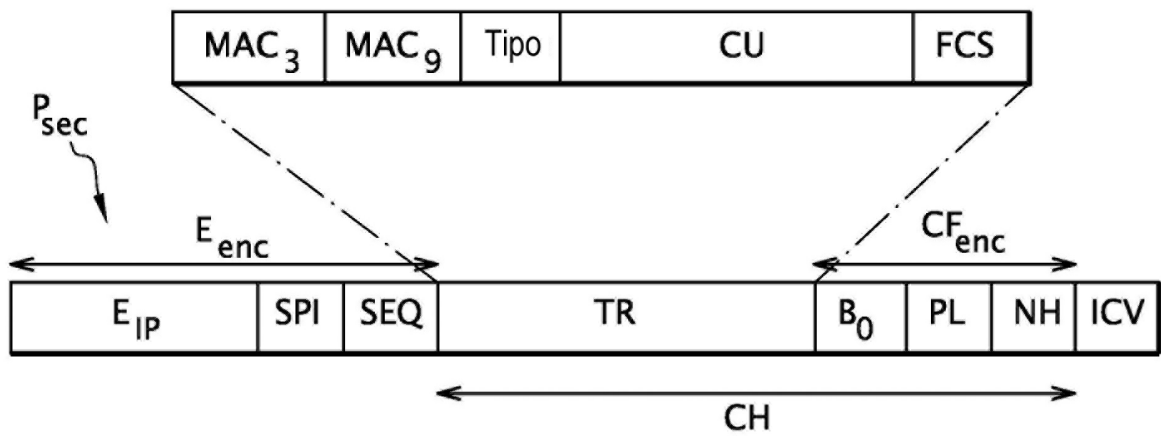 MAC3 MAC9 Tipo CU FCS
Psec
Eenc CFenc
EIP SPI SEQ TR B0 PL NH ICV
CH